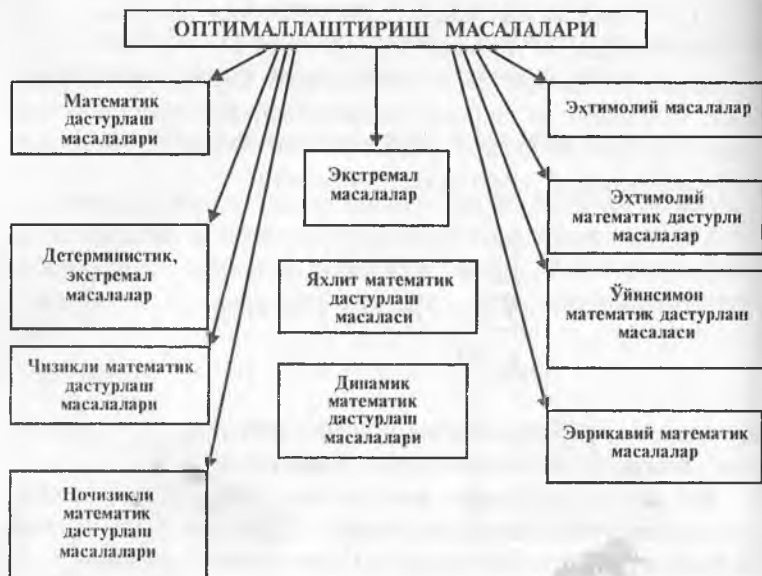 ОПТИМАЛЛАШТИРИШ МАСАЛАЛАРИ
Математик
дастурлаш
масалалари
Детерминистик,
экстремал
масалалар
Чизикли математик
дастурлаш
масалалари
Ночизикли
математик
дастурлаш
масалалари
Экстремал
масалалар
Яхлит математик
дастурлаш
масаласи
Динамик
математик
дастурлаш
масалалари
Эҳтимолий масалалар
Эҳтимолий
математик дастурли
масалалар
Ўйинсимон
математик дастурлаш
масаласи
Эврикавий математик
масалалар